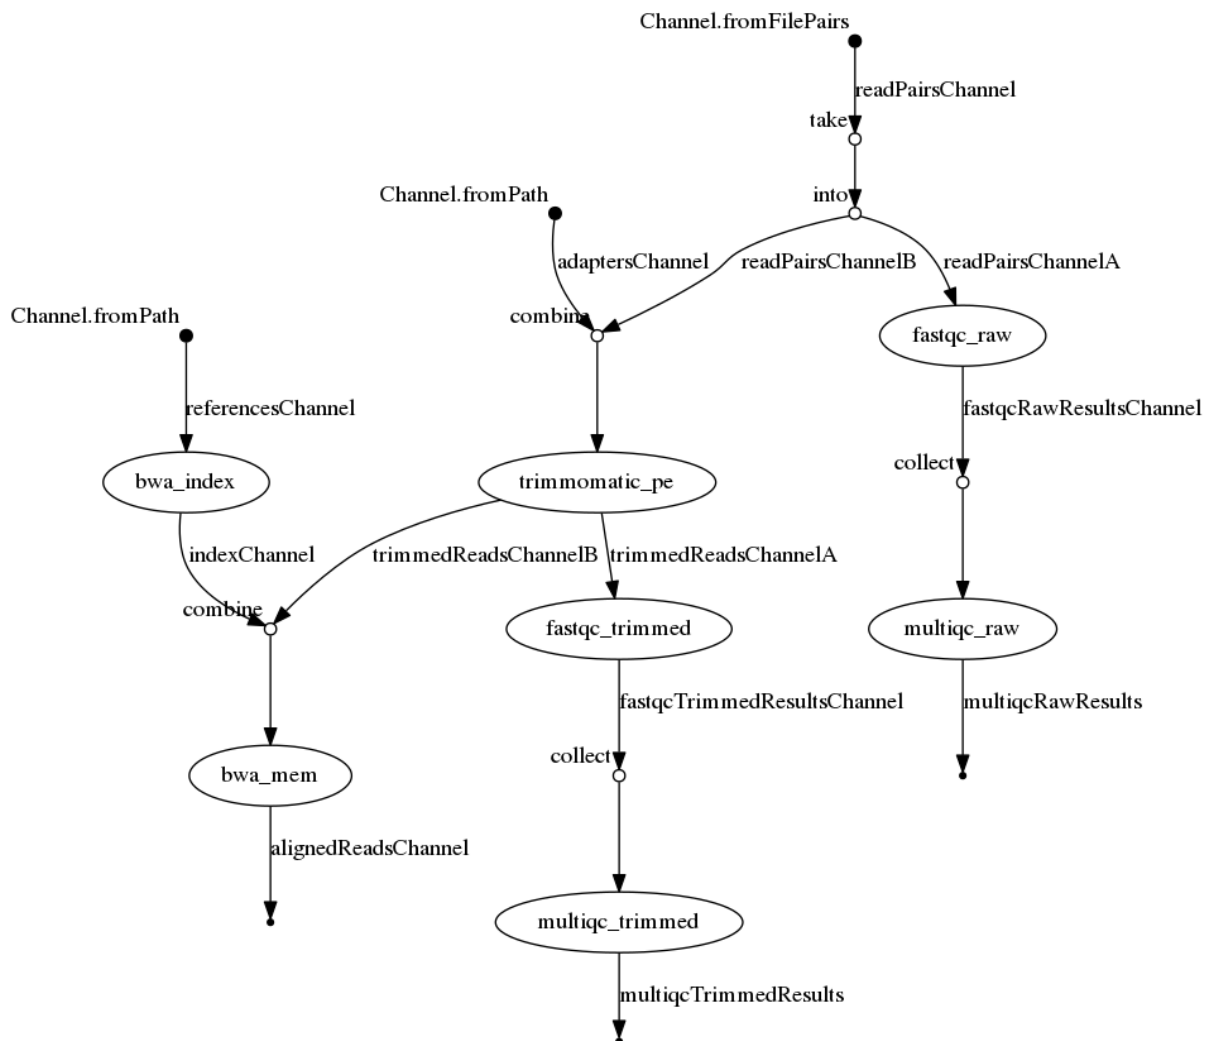 Channel.fromFilePairs
readPairsChannel
take
Channel.fromPath
into
adaptersChannel
readPairsChannelB
readPairsChannelA
Channel.fromPath
combine
fastqc_raw
referencesChannel
fastqcRawResultsChannel
collect
bwa_index
trimmomatic_pe
indexChannel
trimmedReadsChannelB
trimmedReadsChannelA
combine
fastqc_trimmed
multiqc_raw
fastqcTrimmedResultsChannel
multiqcRawResults
collect
bwa_mem
alignedReadsChannel
multiqc_trimmed
multiqcTrimmedResults